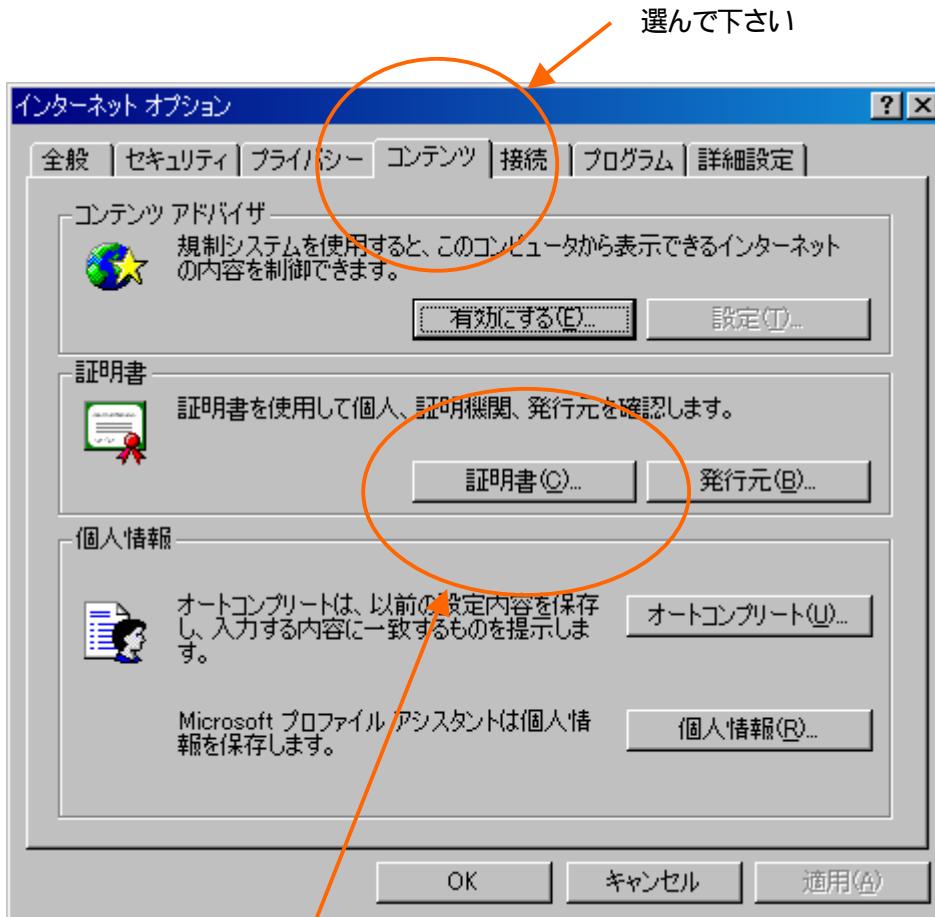 選んで下さい
インターネット オプション
全般 セキュリティ プライバシー コンテンツ 接続 プログラム 詳細設定
コンテンツ アドバイザ
規制システムを使用すると、このコンピュータから表示できるインターネット
の内容を制御できます。
有効にする(E)... 設定(T)...
証明書
証明書を使用して個人、証明機関、発行元を確認します。
証明書(C)... 発行元(B)...
個人情報
オートコンプリートは、以前の設定内容を保存
し、入力する内容に一致するものを提示しま
す。
オートコンプリート(U)...
Microsoft プロファイル アシスタントは個人情
報を保存します。
個人情報(R)...
OK キャンセル 適用(A)